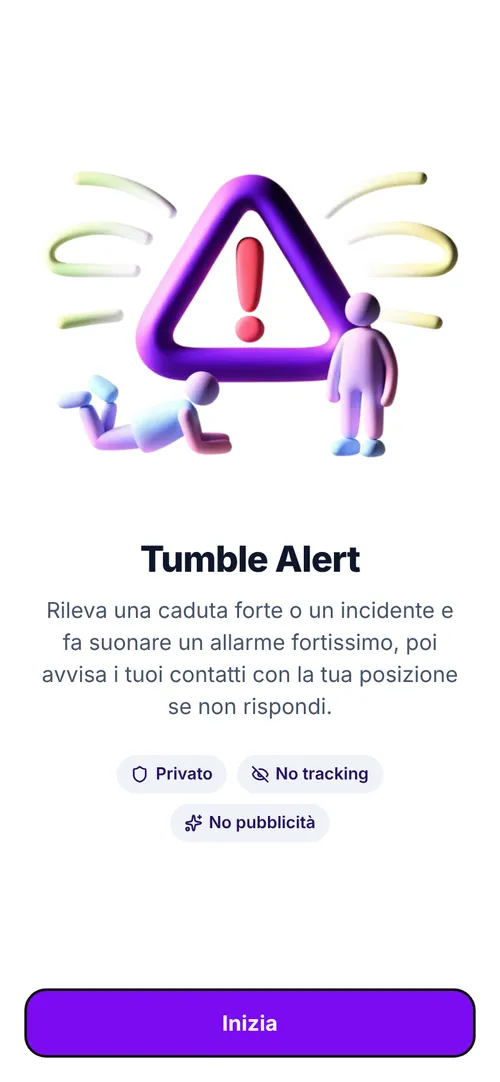 Tumble Alert
Rileva una caduta forte o un incidente e
fa suonare un allarme fortissimo, poi
avvisa i tuoi contatti con la tua posizione
se non rispondi.
Privato
No tracking
No pubblicità
Inizia